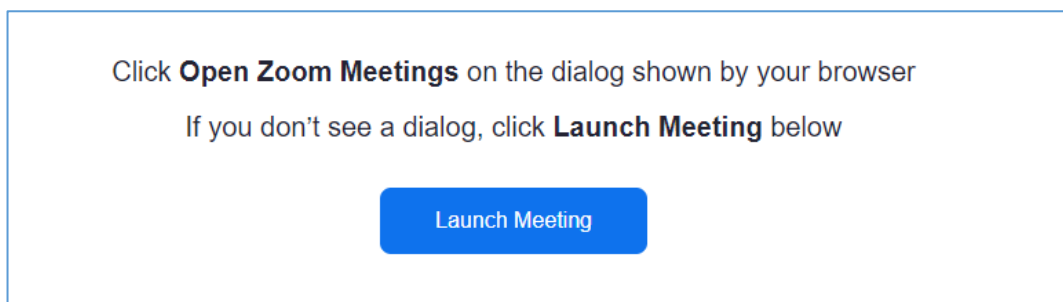 Click Open Zoom Meetings on the dialog shown by your browser
If you don’t see a dialog, click Launch Meeting below
Launch Meeting